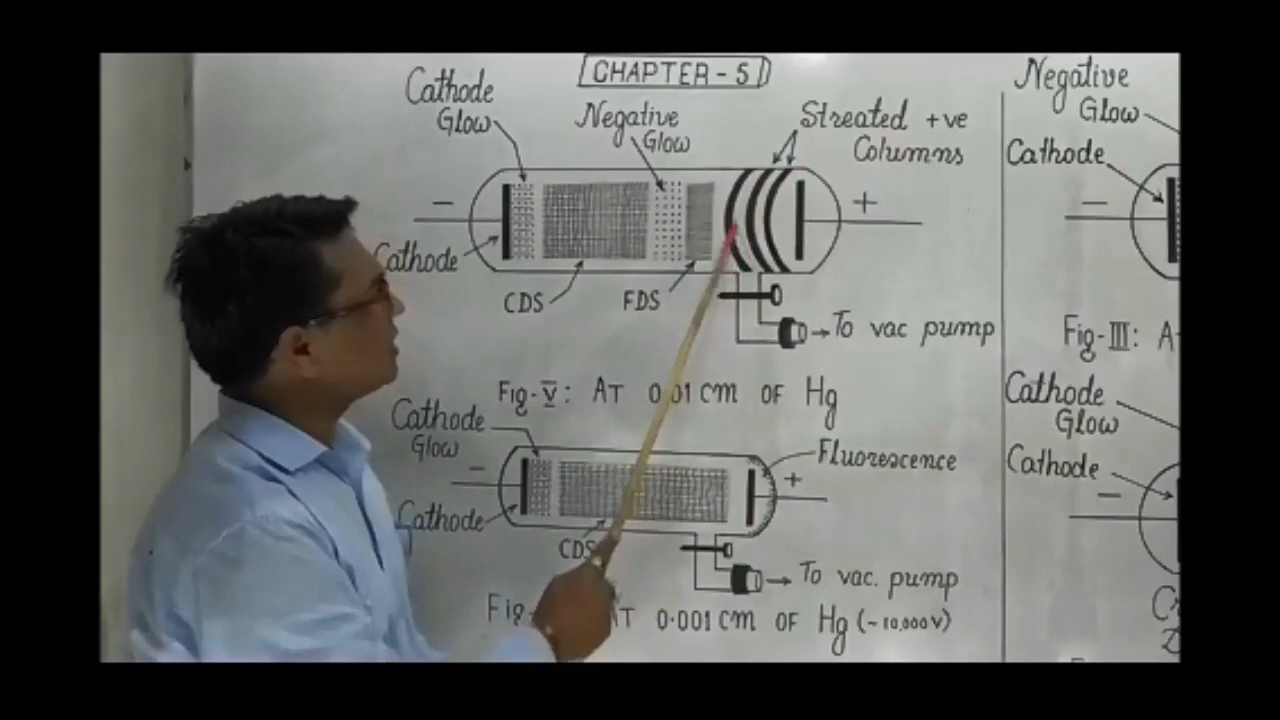 CHAPTER - 5
Cathode
Glow
Negative
Glow
Streated +ve
Columns
−
+
Cathode
CDS
FDS
To vac pump
Fig-V: AT 0.01 cm OF Hg
Cathode
Glow
Fluorescence
−
+
Cathode
CDS
To vac. pump
Fig- AT 0.001 cm OF Hg (~10,000 V)
Negative
Glow
Cathode
−
Fig-III: A
Cathode
Glow
Cathode
−